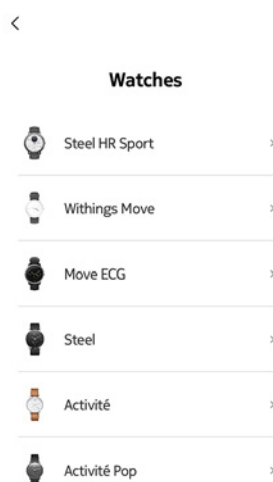 Watches
Steel HR Sport
Withings Move
Move ECG
Steel
Activité
Activité Pop